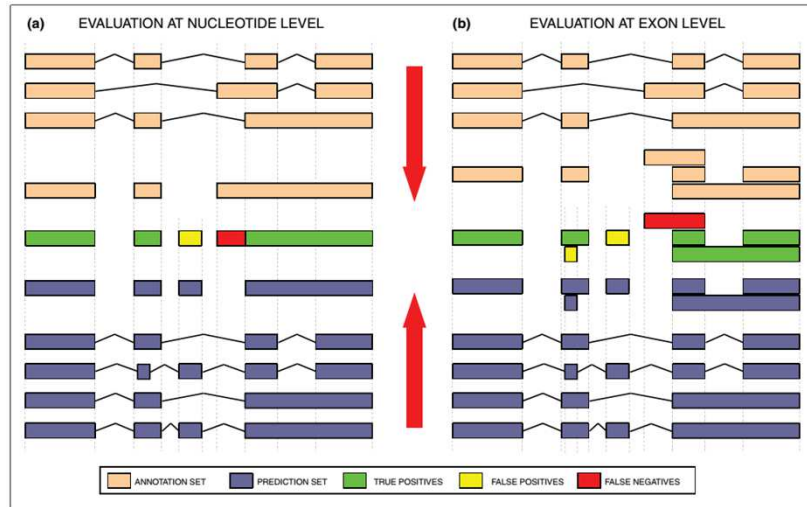 (a) EVALUATION AT NUCLEOTIDE LEVEL
(b) EVALUATION AT EXON LEVEL
ANNOTATION SET
PREDICTION SET
TRUE POSITIVES
FALSE POSITIVES
FALSE NEGATIVES